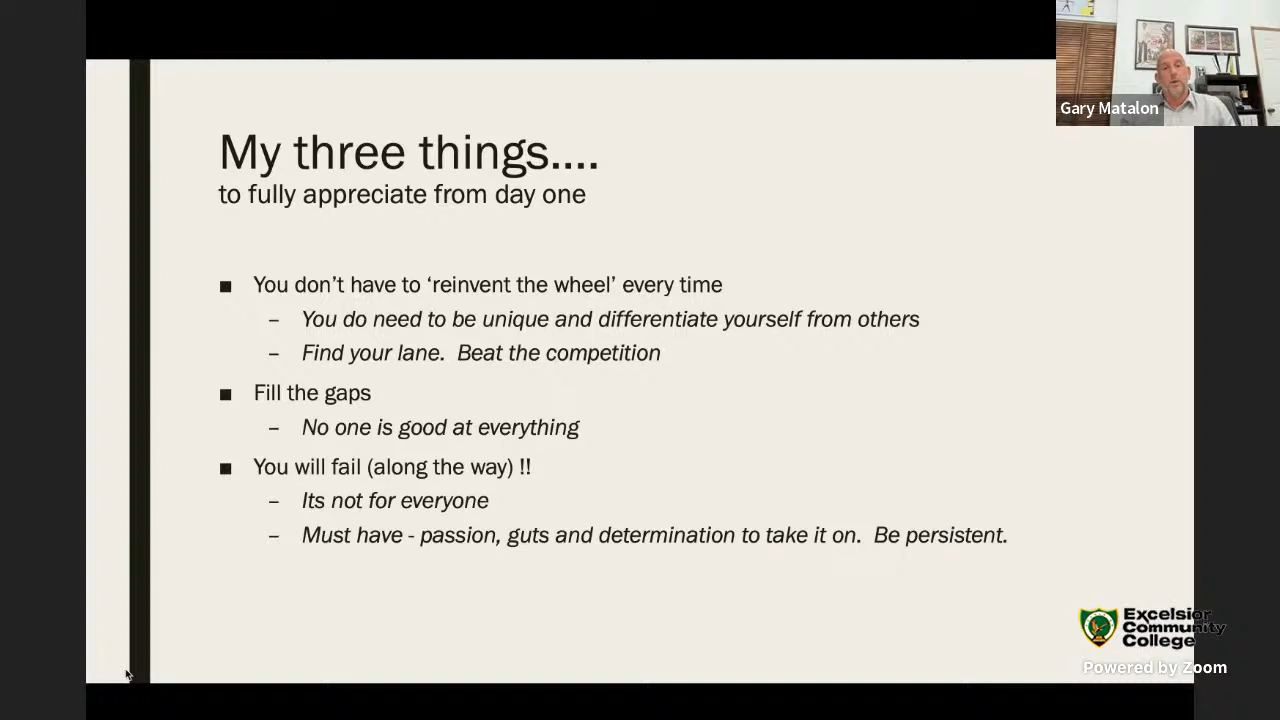 Gary Matalon
My three things....
to fully appreciate from day one
■ You don’t have to ‘reinvent the wheel’ every time
– You do need to be unique and differentiate yourself from others
– Find your lane.  Beat the competition
■ Fill the gaps
– No one is good at everything
■ You will fail (along the way) !!
– Its not for everyone
– Must have - passion, guts and determination to take it on.  Be persistent.
Excelsior
Community
College
Powered by Zoom